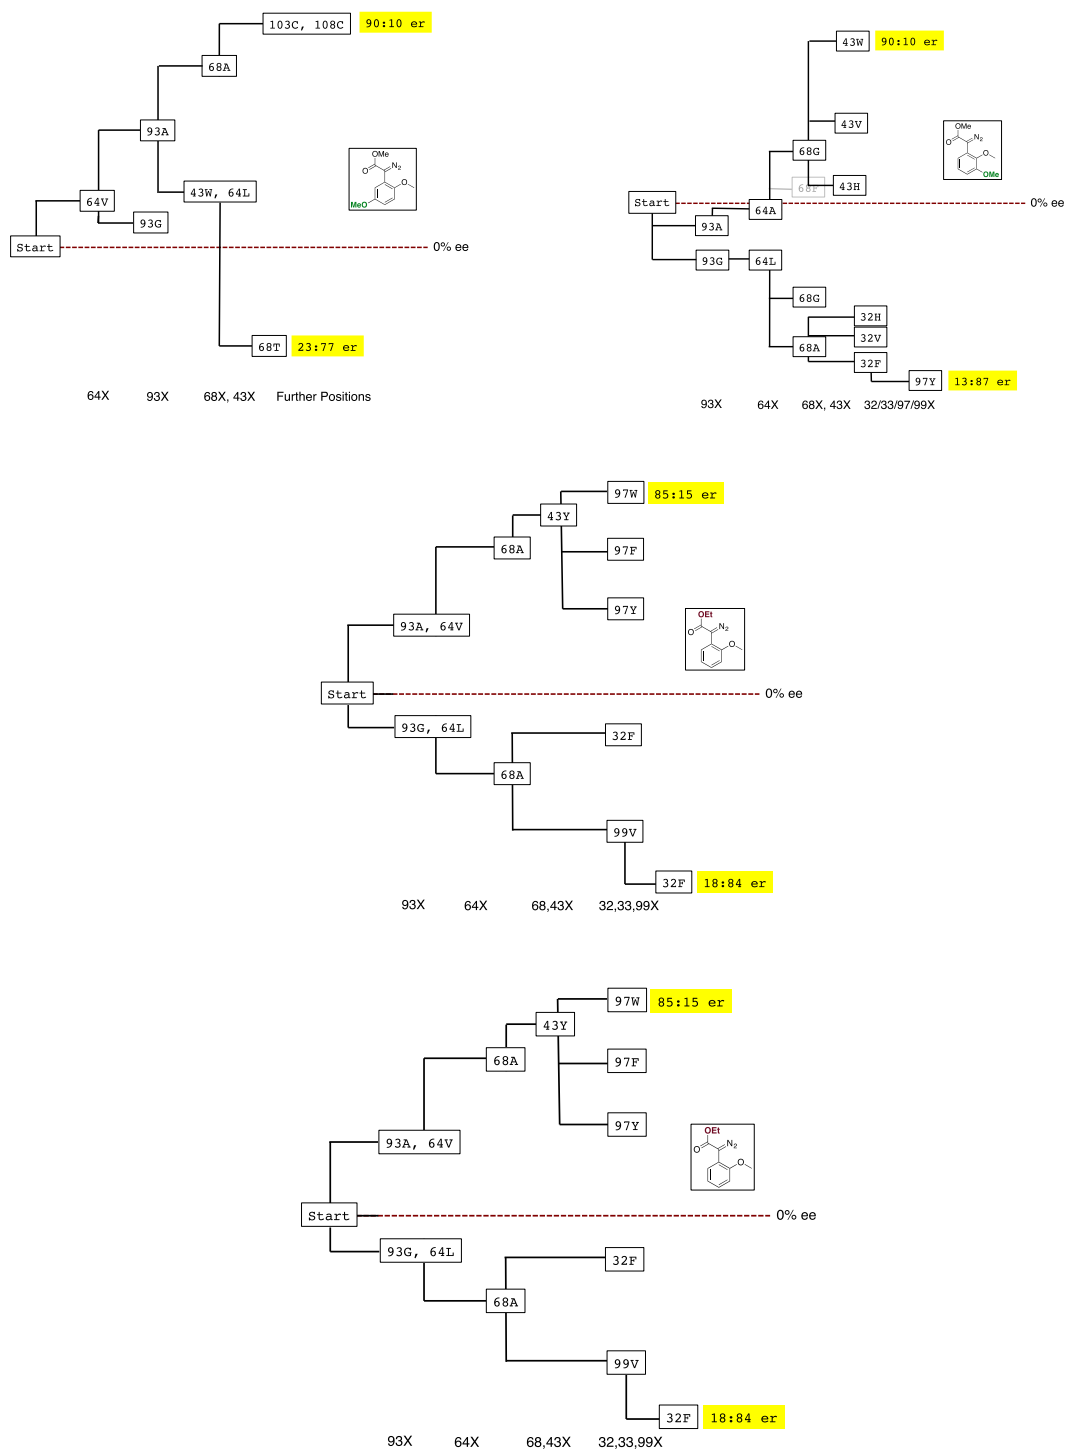 103C, 108C 90:10 er
68A
93A
43W, 64L
64V
93G
Start
0% ee
68T 23:77 er
OMe
O
N₂
O
MeO
64X 93X 68X, 43X Further Positions
43W 90:10 er
43V
68G
68F
43H
Start
0% ee
64A
93A
93G
64L
68G
32H
32V
68A
32F
97Y 13:87 er
OMe
O
N₂
O
OMe
93X 64X 68X, 43X 32/33/97/99X
97W 85:15 er
43Y
68A
97F
97Y
93A, 64V
Start
0% ee
93G, 64L
32F
68A
99V
32F 18:84 er
OEt
O
N₂
O
93X 64X 68,43X 32,33,99X
97W 85:15 er
43Y
68A
97F
97Y
93A, 64V
Start
0% ee
93G, 64L
32F
68A
99V
32F 18:84 er
OEt
O
N₂
O
93X 64X 68,43X 32,33,99X